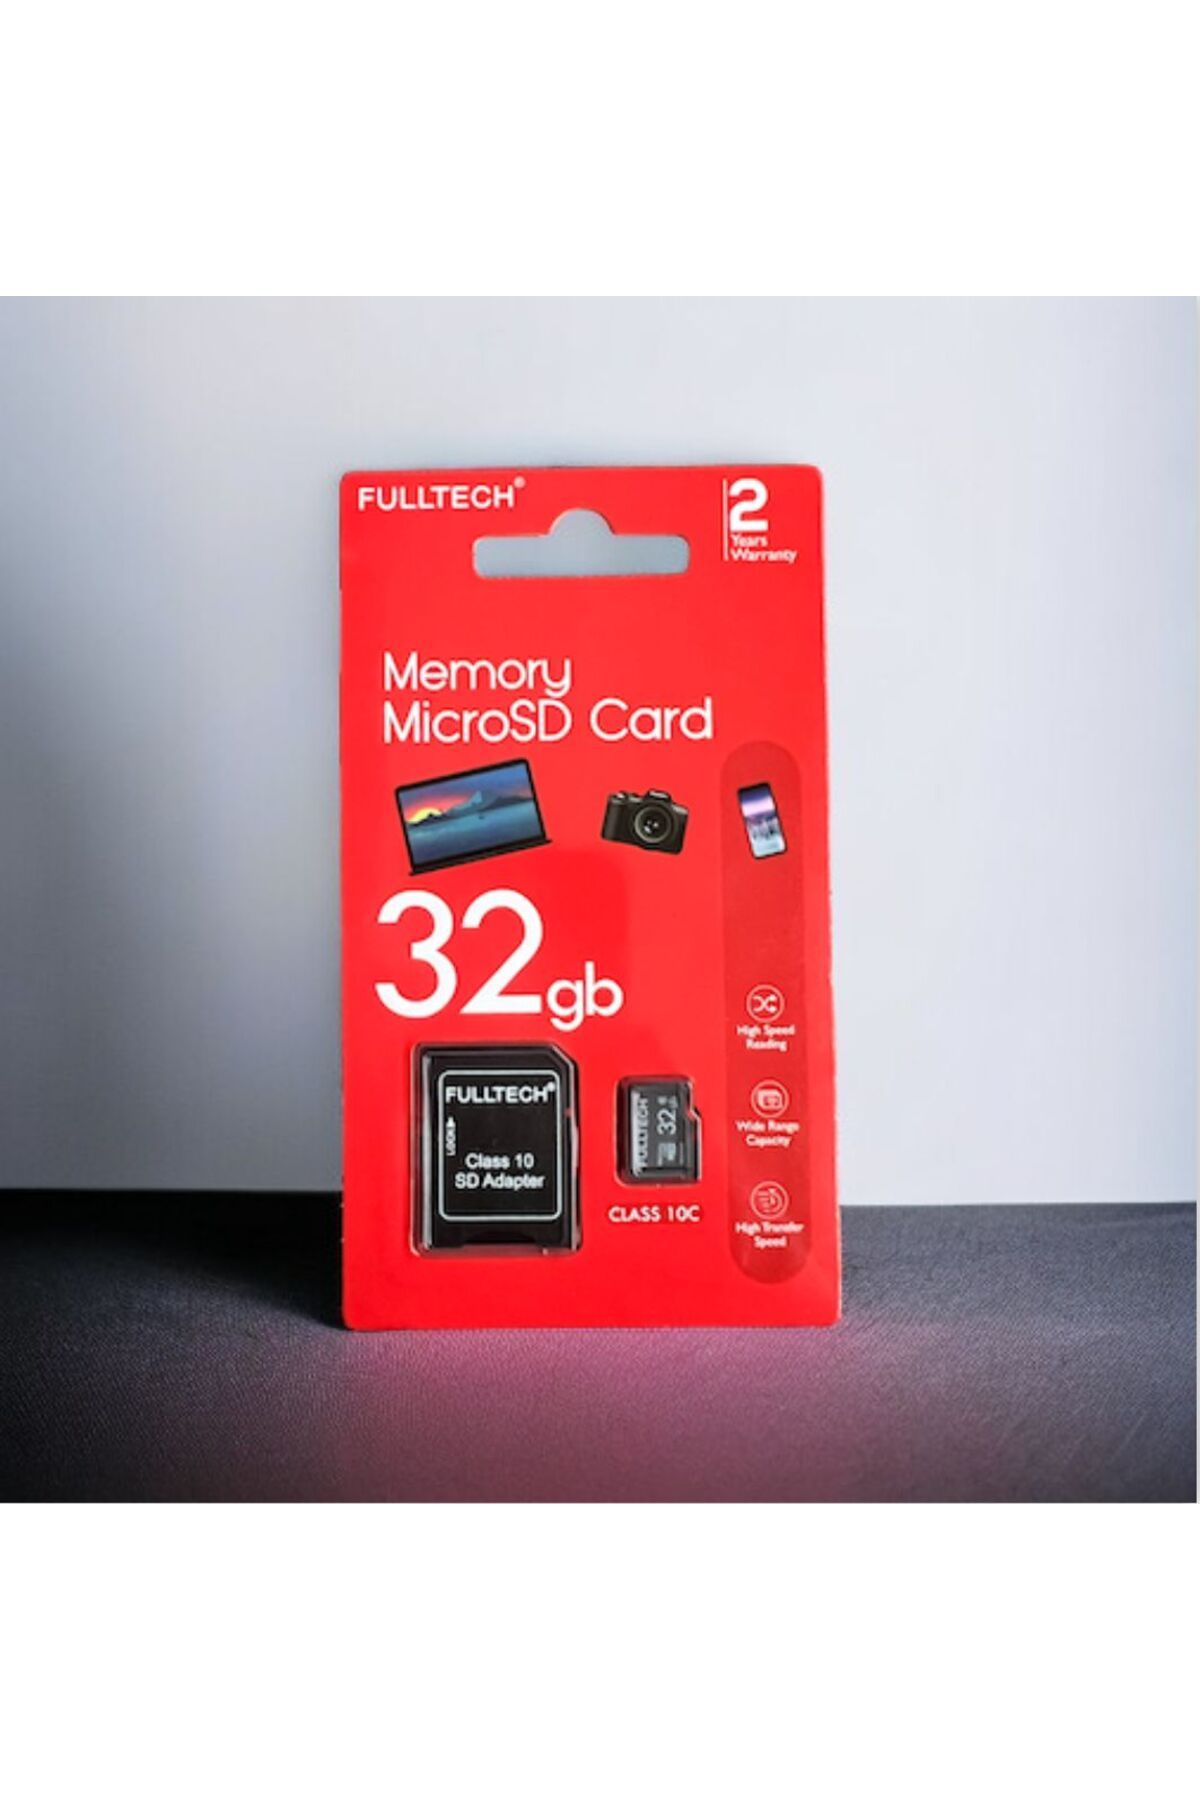 FULLTECH®
2
Years
Warranty
Memory
MicroSD Card
32gb
High Speed
Reading
Wide Range
Capacity
High Transfer
Speed
FULLTECH®
LOCK
Class 10
SD Adapter
FULLTECH
32
CLASS 10C